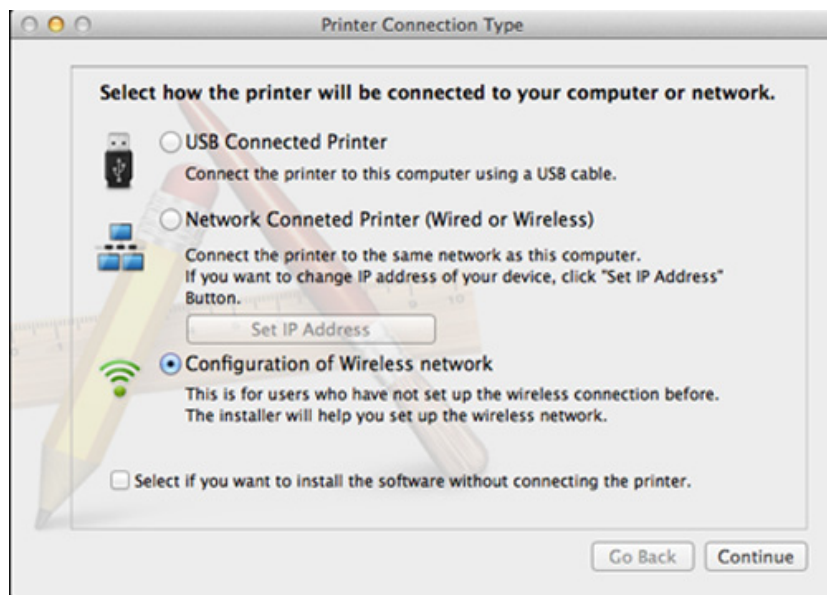 Printer Connection Type
Select how the printer will be connected to your computer or network.
USB Connected Printer
Connect the printer to this computer using a USB cable.
Network Conneted Printer (Wired or Wireless)
Connect the printer to the same network as this computer.
If you want to change IP address of your device, click "Set IP Address"
Button.
Set IP Address
Configuration of Wireless network
This is for users who have not set up the wireless connection before.
The installer will help you set up the wireless network.
Select if you want to install the software without connecting the printer.
Go Back
Continue